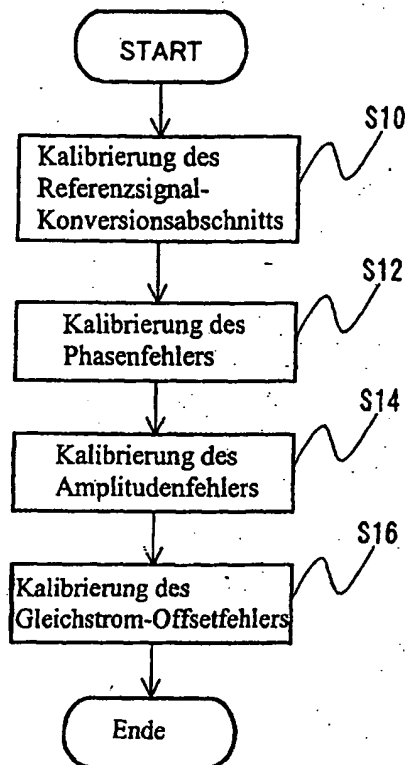 START
S10
Kalibrierung des
Referenzsignal-
Konversionsabschnitts
S12
Kalibrierung des
Phasenfehlers
S14
Kalibrierung des
Amplitudenfehlers
S16
Kalibrierung des
Gleichstrom-Offsetfehlers
Ende